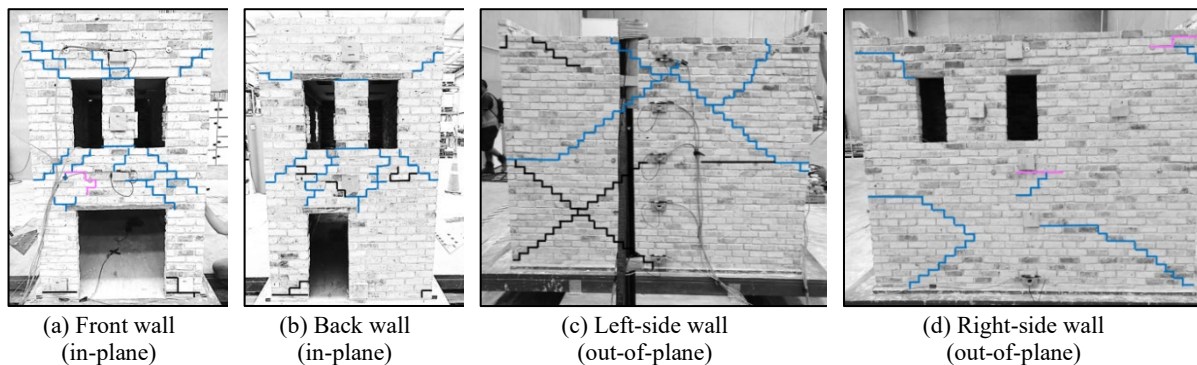 (a) Front wall
(in-plane)
(b) Back wall
(in-plane)
(c) Left-side wall
(out-of-plane)
(d) Right-side wall
(out-of-plane)